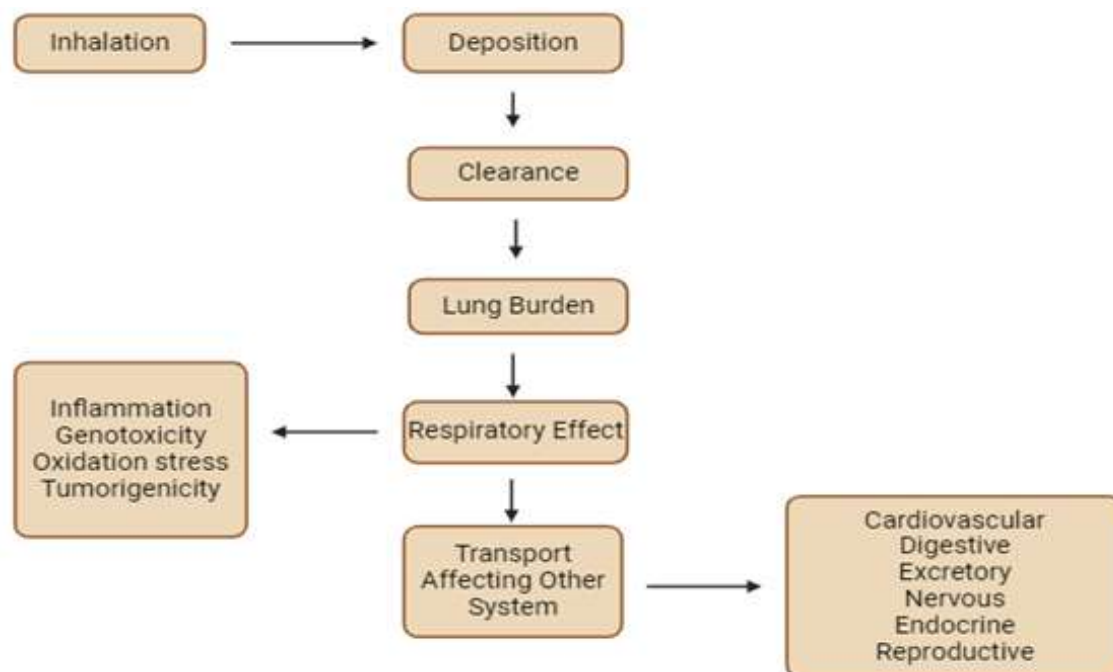 Inhalation
Deposition
Clearance
Lung Burden
Respiratory Effect
Inflammation
Genotoxicity
Oxidation stress
Tumorigenicity
Transport
Affecting Other
System
Cardiovascular
Digestive
Excretory
Nervous
Endocrine
Reproductive